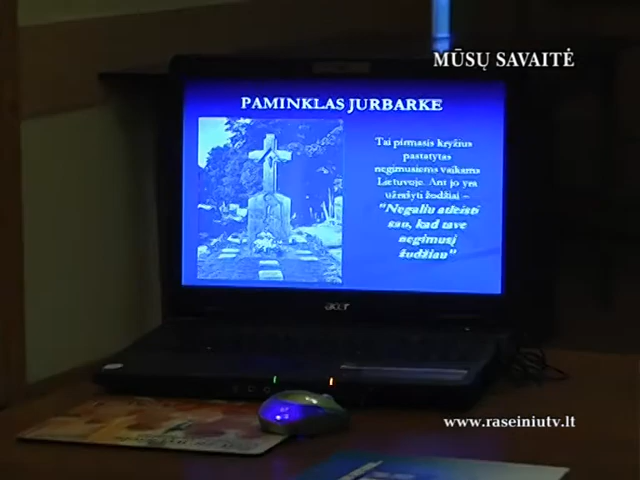 MŪSŲ SAVAITĖ
PAMINKLAS JURBARKE
Tai pirmasis kryžius
pastatytas
negimusiems vaikams
Lietuvoje. Ant jo yra
užrašyti žodžiai –
"Negaliu atleisti
sau, kad tave
negimusį
žudžiau"
acer
www.raseiniutv.lt